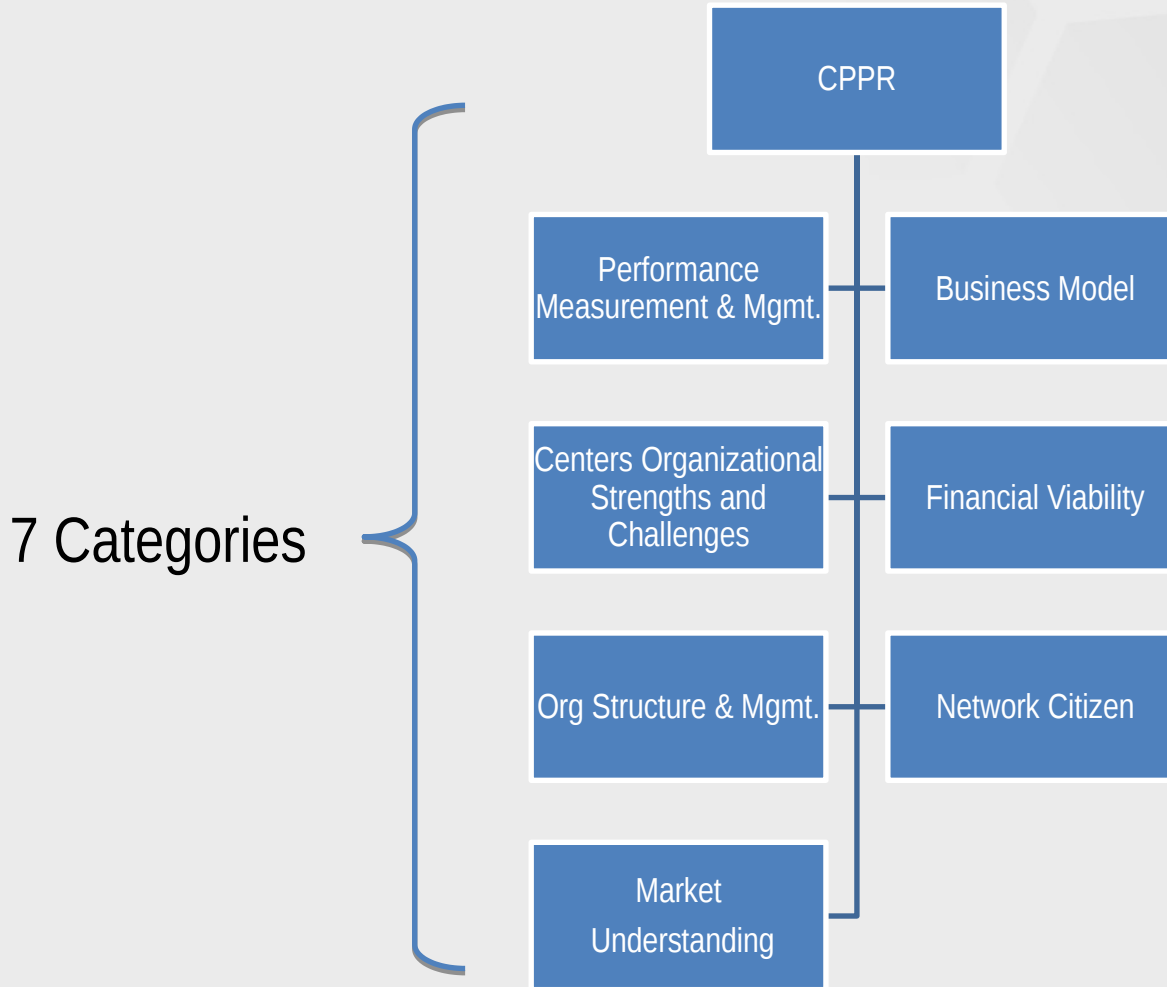 CPPR
Performance
Measurement & Mgmt.
Business Model
Centers Organizational
Strengths and
Challenges
Financial Viability
7 Categories
Org Structure & Mgmt.
Network Citizen
Market
Understanding